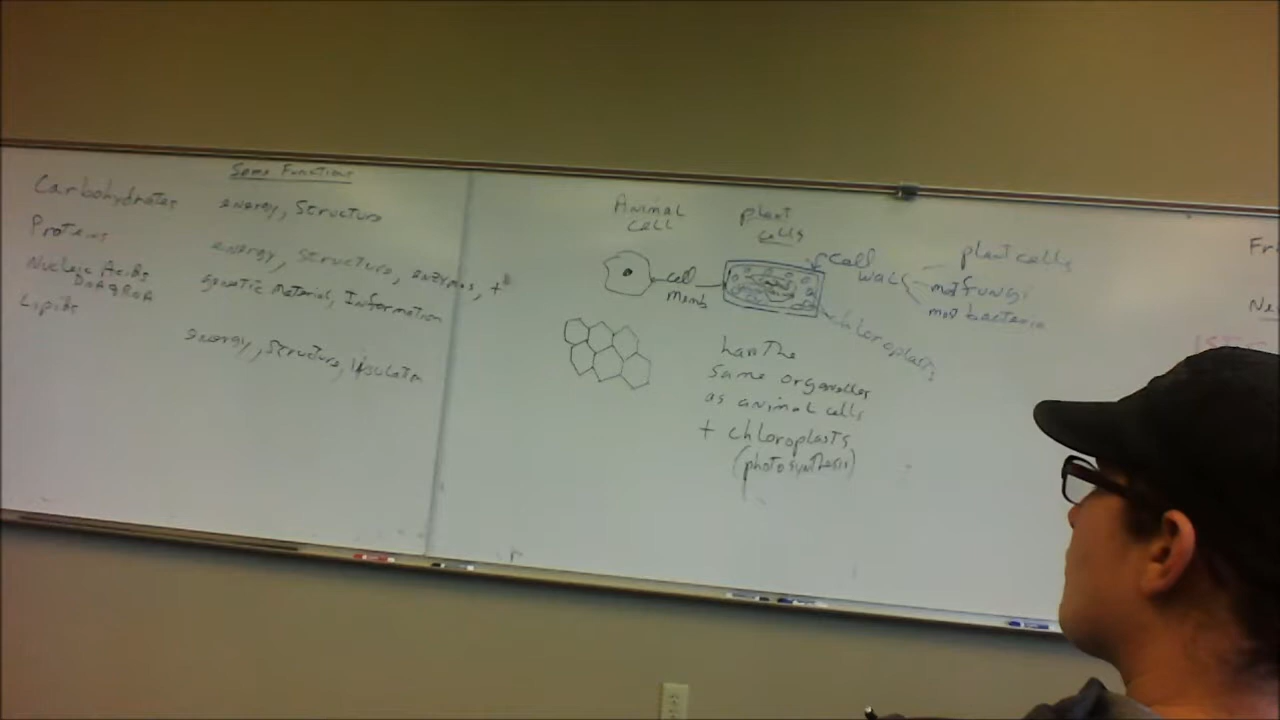 Some Functions
Carbohydrates energy, Structure
Proteins energy, structure, enzymes, +
Nucleic Acids genetic material, Information
DNA & RNA
Lipids energy, structure, insulation
Animal
cell
plant
cells
cell
memb
cell
wall
plant cells
most fungi
most bacteria
chloroplasts
has the
same organelles
as animal cells
+ chloroplasts
(photosynthesis)